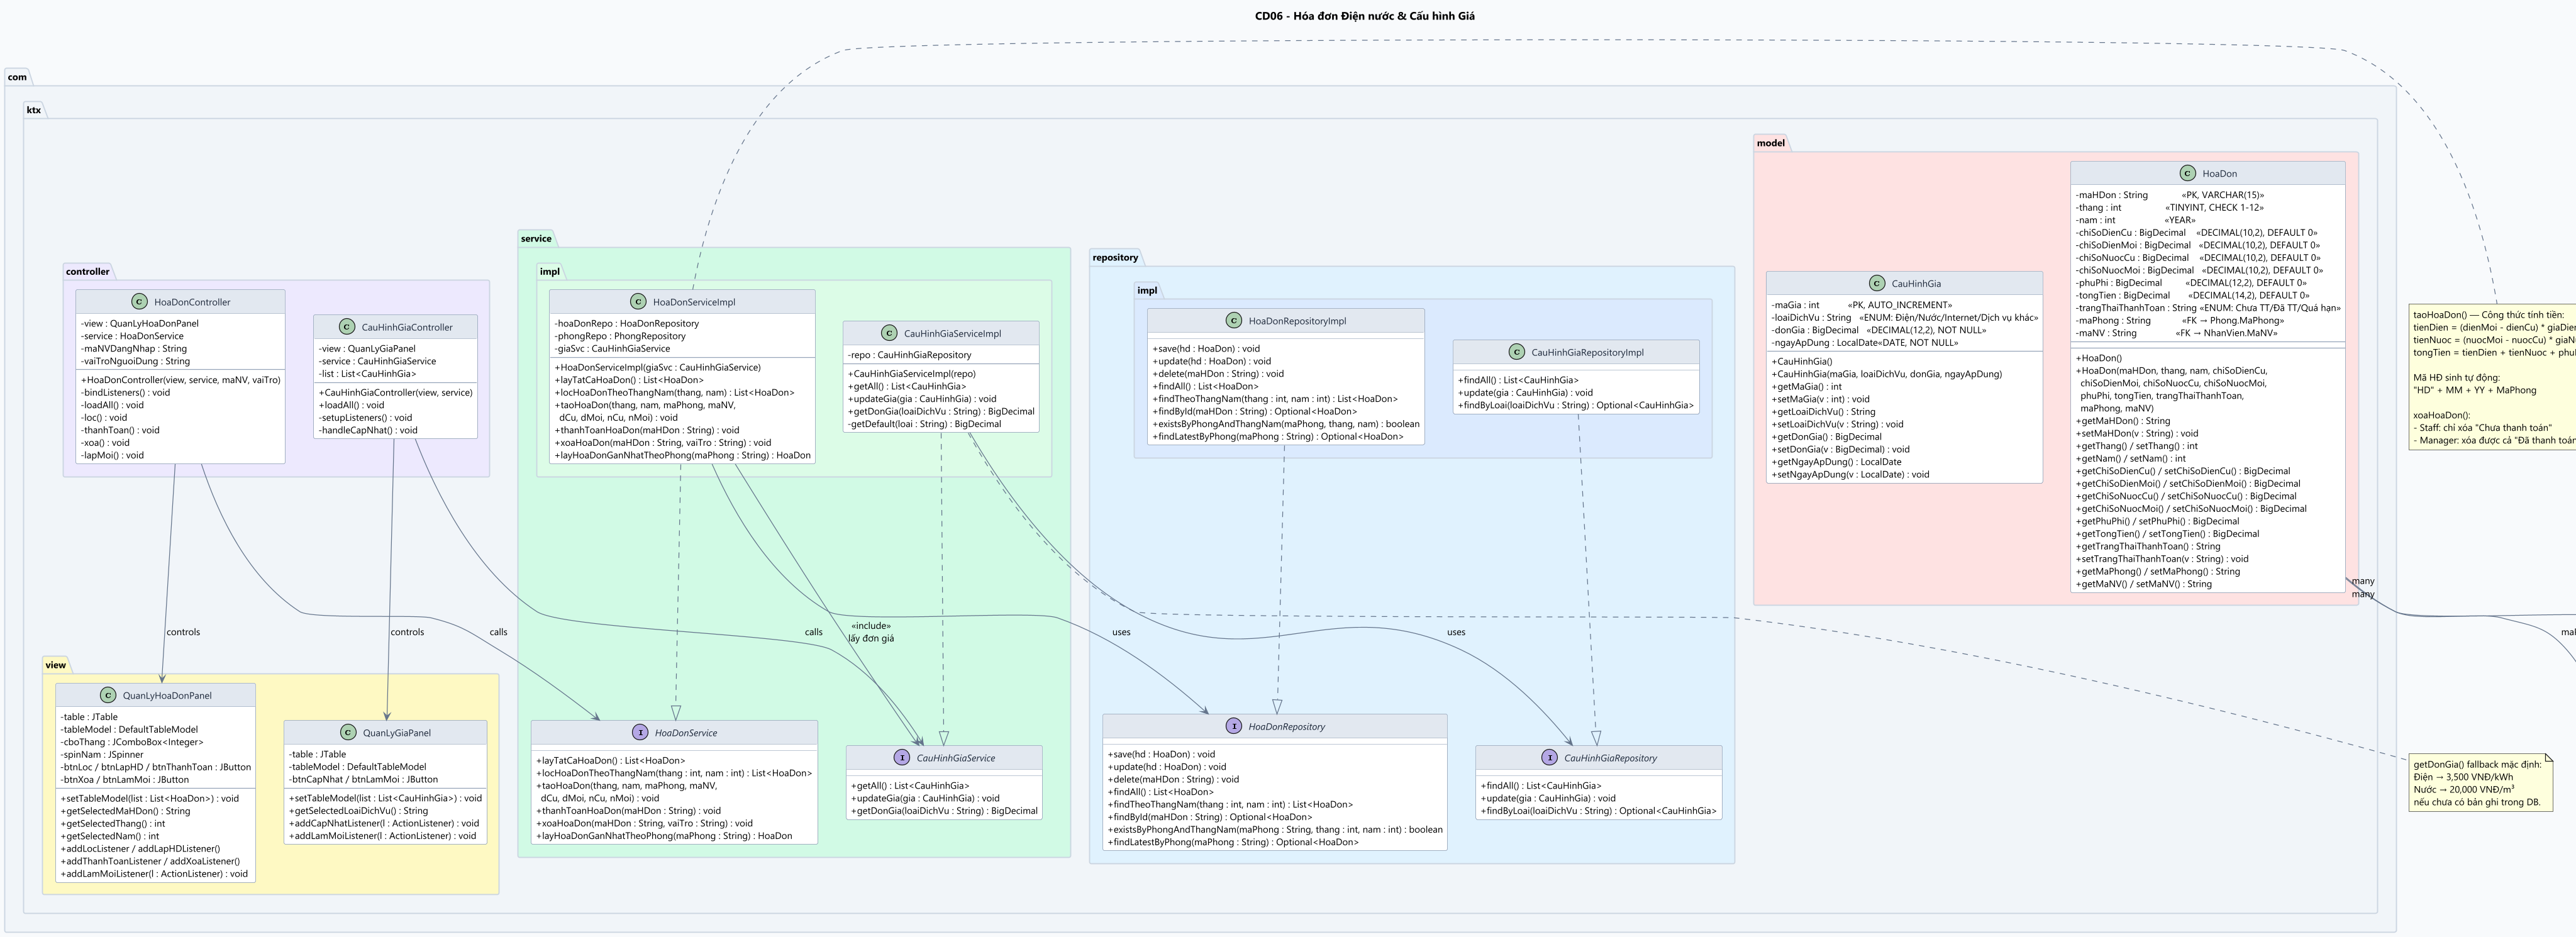 CD06 - Hóa đơn Điện nước & Cấu hình Giá
com
ktx
controller
HoaDonController
-view : QuanLyHoaDonPanel
-service : HoaDonService
-maNVDangNhap : String
-vaiTroNguoiDung : String
+HoaDonController(view, service, maNV, vaiTro)
-bindListeners() : void
-loadAll() : void
-loc() : void
-thanhToan() : void
-xoa() : void
-lapMoi() : void
CauHinhGiaController
-view : QuanLyGiaPanel
-service : CauHinhGiaService
-list : List<CauHinhGia>
+CauHinhGiaController(view, service)
+loadAll() : void
-setupListeners() : void
-handleCapNhat() : void
service
impl
HoaDonServiceImpl
-hoaDonRepo : HoaDonRepository
-phongRepo : PhongRepository
-giaSvc : CauHinhGiaService
+HoaDonServiceImpl(giaSvc : CauHinhGiaService)
+layTatCaHoaDon() : List<HoaDon>
+locHoaDonTheoThangNam(thang, nam) : List<HoaDon>
+taoHoaDon(thang, nam, maPhong, maNV,
dCu, dMoi, nCu, nMoi) : void
+thanhToanHoaDon(maHDon : String) : void
+xoaHoaDon(maHDon : String, vaiTro : String) : void
+layHoaDonGanNhatTheoPhong(maPhong : String) : HoaDon
CauHinhGiaServiceImpl
-repo : CauHinhGiaRepository
+CauHinhGiaServiceImpl(repo)
+getAll() : List<CauHinhGia>
+updateGia(gia : CauHinhGia) : void
+getDonGia(loaiDichVu : String) : BigDecimal
-getDefault(loai : String) : BigDecimal
repository
impl
HoaDonRepositoryImpl
+save(hd : HoaDon) : void
+update(hd : HoaDon) : void
+delete(maHDon : String) : void
+findAll() : List<HoaDon>
+findTheoThangNam(thang : int, nam : int) : List<HoaDon>
+findById(maHDon : String) : Optional<HoaDon>
+existsByPhongAndThangNam(maPhong, thang, nam) : boolean
+findLatestByPhong(maPhong : String) : Optional<HoaDon>
CauHinhGiaRepositoryImpl
+findAll() : List<CauHinhGia>
+update(gia : CauHinhGia) : void
+findByLoai(loaiDichVu : String) : Optional<CauHinhGia>
model
CauHinhGia
-maGia : int «PK, AUTO_INCREMENT»
-loaiDichVu : String «ENUM: Điện/Nước/Internet/Dịch vụ khác»
-donGia : BigDecimal «DECIMAL(12,2), NOT NULL»
-ngayApDung : LocalDate«DATE, NOT NULL»
+CauHinhGia()
+CauHinhGia(maGia, loaiDichVu, donGia, ngayApDung)
+getMaGia() : int
+setMaGia(v : int) : void
+getLoaiDichVu() : String
+setLoaiDichVu(v : String) : void
+getDonGia() : BigDecimal
+setDonGia(v : BigDecimal) : void
+getNgayApDung() : LocalDate
+setNgayApDung(v : LocalDate) : void
HoaDon
-maHDon : String «PK, VARCHAR(15)»
-thang : int «TINYINT, CHECK 1-12»
-nam : int «YEAR»
-chiSoDienCu : BigDecimal «DECIMAL(10,2), DEFAULT 0»
-chiSoDienMoi : BigDecimal «DECIMAL(10,2), DEFAULT 0»
-chiSoNuocCu : BigDecimal «DECIMAL(10,2), DEFAULT 0»
-chiSoNuocMoi : BigDecimal «DECIMAL(10,2), DEFAULT 0»
-phuPhi : BigDecimal «DECIMAL(12,2), DEFAULT 0»
-tongTien : BigDecimal «DECIMAL(14,2), DEFAULT 0»
-trangThaiThanhToan : String «ENUM: Chưa TT/Đã TT/Quá hạn»
-maPhong : String «FK → Phong.MaPhong»
-maNV : String «FK → NhanVien.MaNV»
+HoaDon()
+HoaDon(maHDon, thang, nam, chiSoDienCu,
chiSoDienMoi, chiSoNuocCu, chiSoNuocMoi,
phuPhi, tongTien, trangThaiThanhToan,
maPhong, maNV)
+getMaHDon() : String
+setMaHDon(v : String) : void
+getThang() / setThang() : int
+getNam() / setNam() : int
+getChiSoDienCu() / setChiSoDienCu() : BigDecimal
+getChiSoDienMoi() / setChiSoDienMoi() : BigDecimal
+getChiSoNuocCu() / setChiSoNuocCu() : BigDecimal
+getChiSoNuocMoi() / setChiSoNuocMoi() : BigDecimal
+getPhuPhi() / setPhuPhi() : BigDecimal
+getTongTien() / setTongTien() : BigDecimal
+getTrangThaiThanhToan() : String
+setTrangThaiThanhToan(v : String) : void
+getMaPhong() / setMaPhong() : String
+getMaNV() / setMaNV() : String
many
many
taoHoaDon() — Công thức tính tiền:
tienDien = (dienMoi - dienCu) * giaDien
tienNuoc = (nuocMoi - nuocCu) * giaN
tongTien = tienDien + tienNuoc + phu
Mã HĐ sinh tự động:
"HD" + MM + YY + MaPhong
xoaHoaDon():
- Staff: chỉ xóa "Chưa thanh toán"
- Manager: xóa được cả "Đã thanh toán
controls
calls
controls
calls
«include»
lấy đơn giá
uses
uses
view
QuanLyHoaDonPanel
-table : JTable
-tableModel : DefaultTableModel
-cboThang : JComboBox<Integer>
-spinNam : JSpinner
-btnLoc / btnLapHD / btnThanhToan : JButton
-btnXoa / btnLamMoi : JButton
+setTableModel(list : List<HoaDon>) : void
+getSelectedMaHDon() : String
+getSelectedThang() : int
+getSelectedNam() : int
+addLocListener / addLapHDListener()
+addThanhToanListener / addXoaListener()
+addLamMoiListener(l : ActionListener) : void
QuanLyGiaPanel
-table : JTable
-tableModel : DefaultTableModel
-btnCapNhat / btnLamMoi : JButton
+setTableModel(list : List<CauHinhGia>) : void
+getSelectedLoaiDichVu() : String
+addCapNhatListener(l : ActionListener) : void
+addLamMoiListener(l : ActionListener) : void
HoaDonService
+layTatCaHoaDon() : List<HoaDon>
+locHoaDonTheoThangNam(thang : int, nam : int) : List<HoaDon>
+taoHoaDon(thang, nam, maPhong, maNV,
dCu, dMoi, nCu, nMoi) : void
+thanhToanHoaDon(maHDon : String) : void
+xoaHoaDon(maHDon : String, vaiTro : String) : void
+layHoaDonGanNhatTheoPhong(maPhong : String) : HoaDon
CauHinhGiaService
+getAll() : List<CauHinhGia>
+updateGia(gia : CauHinhGia) : void
+getDonGia(loaiDichVu : String) : BigDecimal
HoaDonRepository
+save(hd : HoaDon) : void
+update(hd : HoaDon) : void
+delete(maHDon : String) : void
+findAll() : List<HoaDon>
+findTheoThangNam(thang : int, nam : int) : List<HoaDon>
+findById(maHDon : String) : Optional<HoaDon>
+existsByPhongAndThangNam(maPhong : String, thang : int, nam : int) : boolean
+findLatestByPhong(maPhong : String) : Optional<HoaDon>
CauHinhGiaRepository
+findAll() : List<CauHinhGia>
+update(gia : CauHinhGia) : void
+findByLoai(loaiDichVu : String) : Optional<CauHinhGia>
getDonGia() fallback mặc định:
Điện → 3,500 VNĐ/kWh
Nước → 20,000 VNĐ/m³
nếu chưa có bản ghi trong DB.